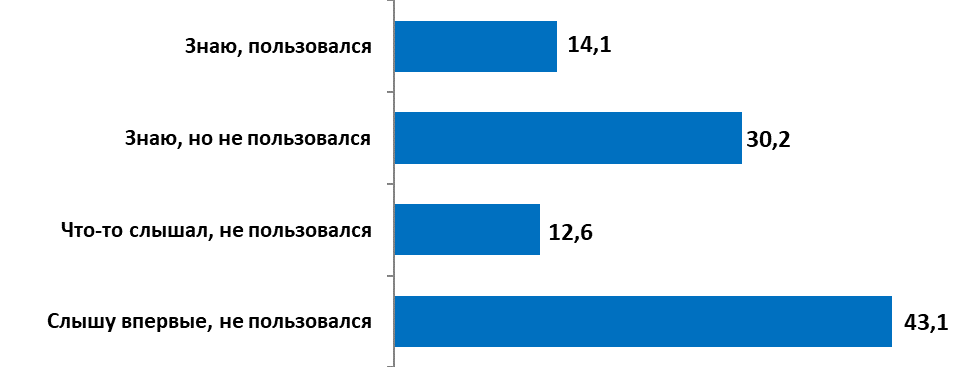 Знаю, пользовался 14,1
Знаю, но не пользовался 30,2
Что-то слышал, не пользовался 12,6
Слышу впервые, не пользовался 43,1